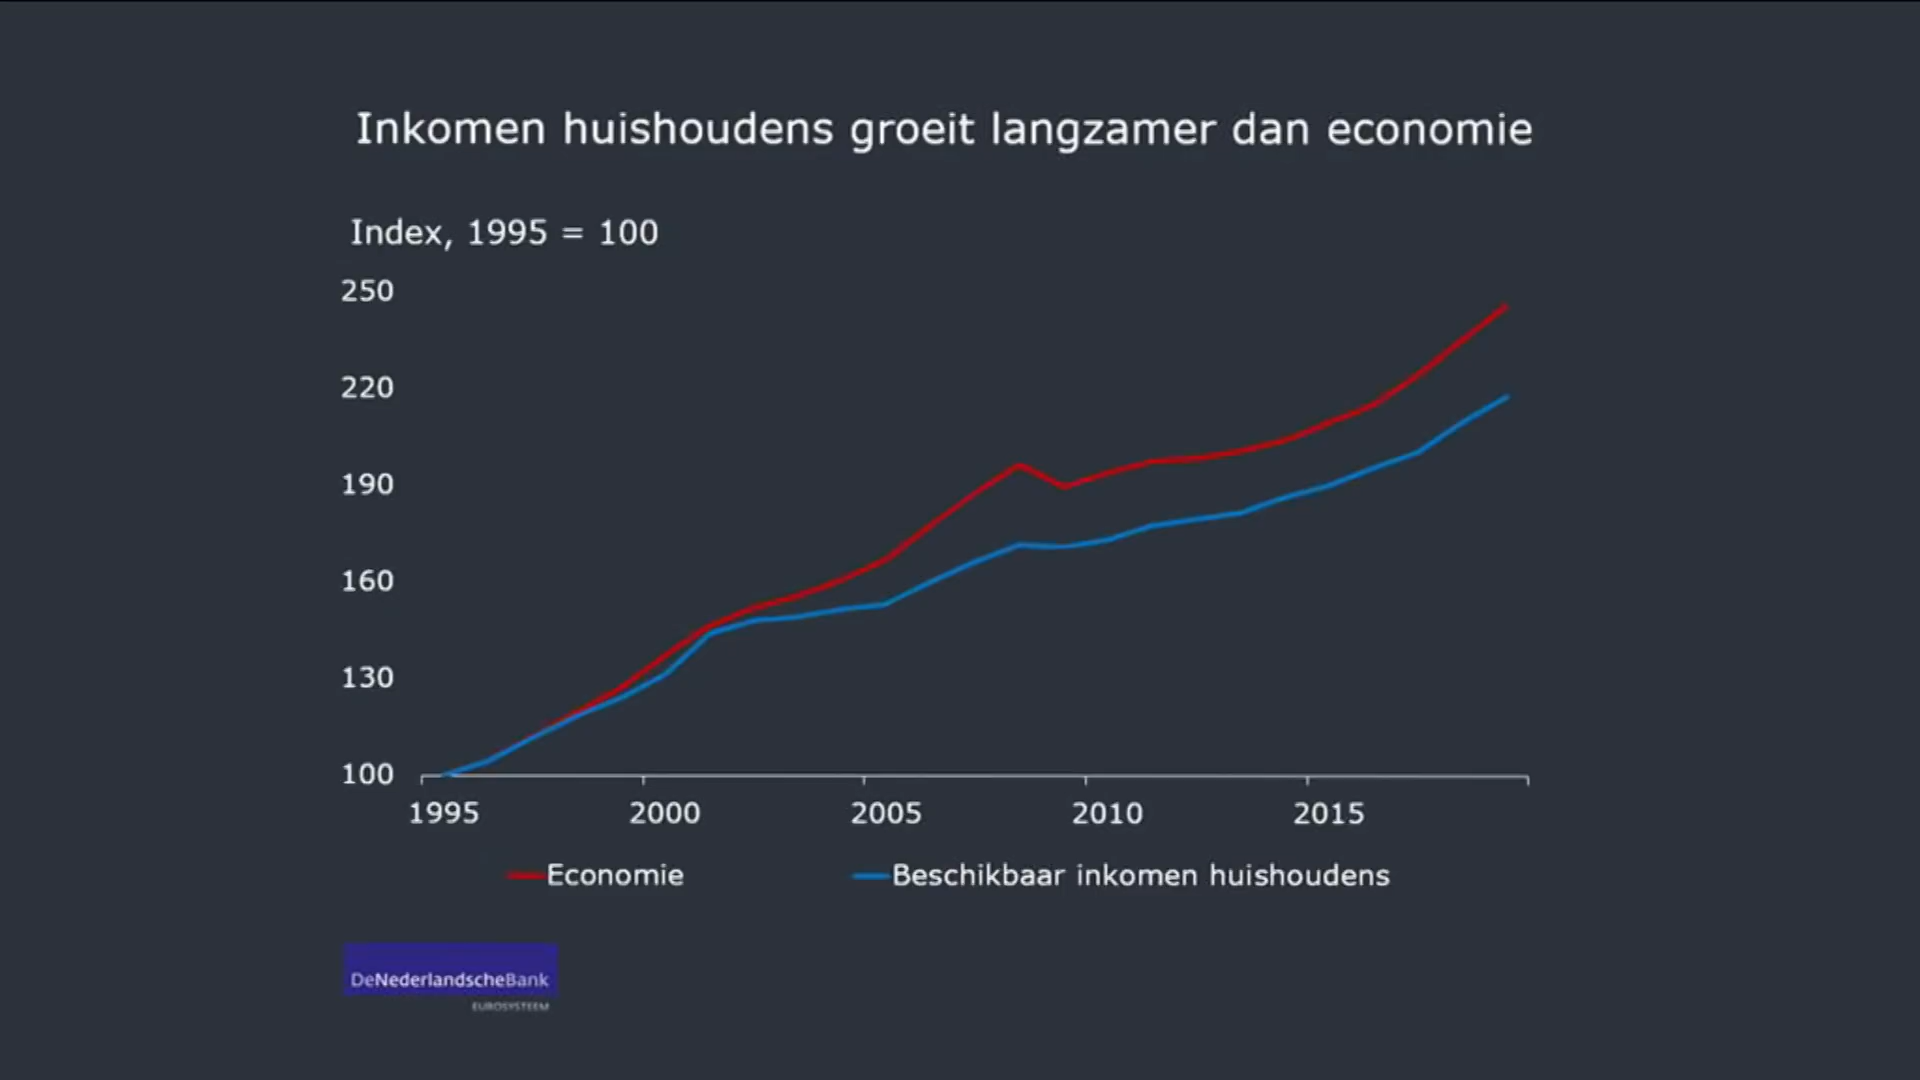 Inkomen huishoudens groeit langzamer dan economie
Index, 1995 = 100
250
220
190
160
130
100
1995 2000 2005 2010 2015
Economie Beschikbaar inkomen huishoudens
DeNederlandscheBank
EUROSYSTEEM